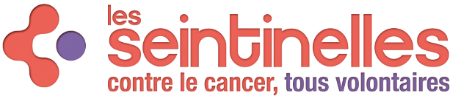 les
seintinelles
contre le cancer, tous volontaires